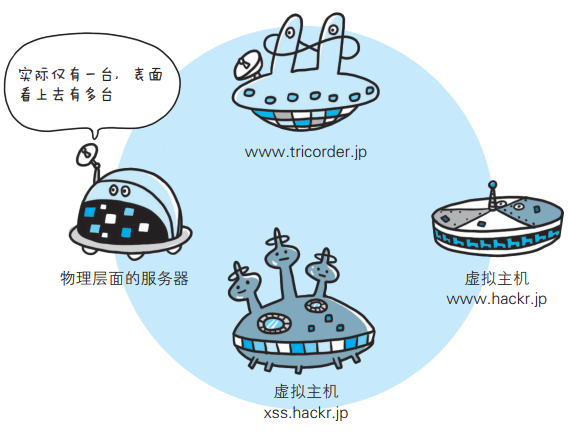 实际仅有一台，表面
看上去有多台
www.tricorder.jp
物理层面的服务器
虚拟主机
www.hackr.jp
虚拟主机
xss.hackr.jp